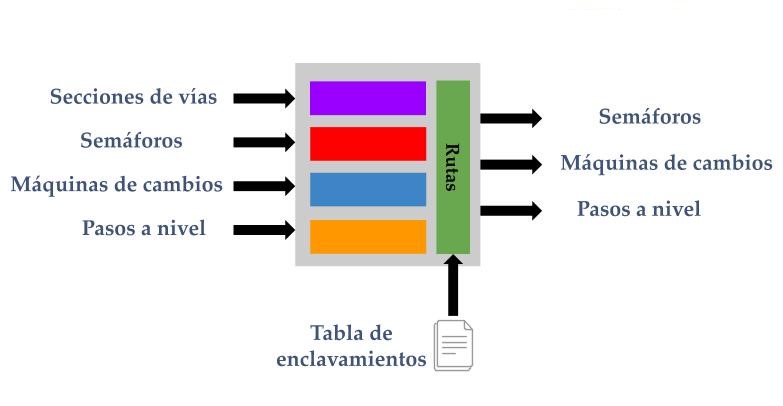 Secciones de vías
Semáforos
Máquinas de cambios
Pasos a nivel
Rutas
Semáforos
Máquinas de cambios
Pasos a nivel
Tabla de
enclavamientos